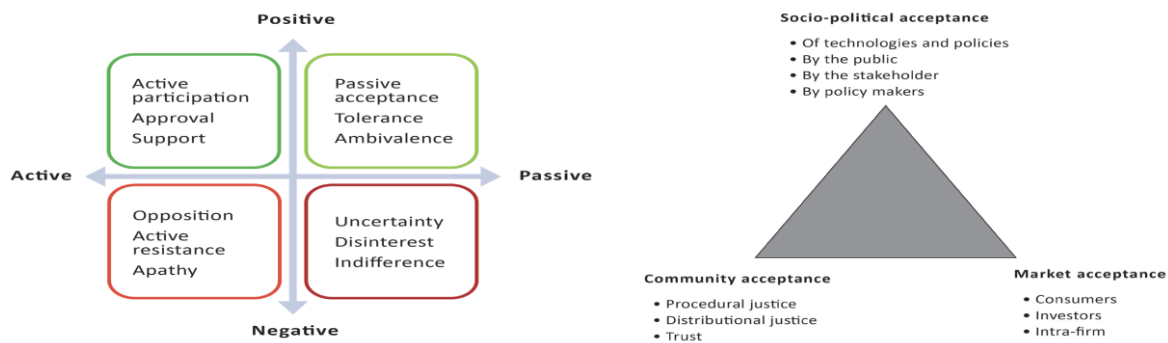 Positive
Active
participation
Approval
Support
Passive
acceptance
Tolerance
Ambivalence
Active
Passive
Opposition
Active
resistance
Apathy
Uncertainty
Disinterest
Indifference
Negative
Socio-political acceptance
• Of technologies and policies
• By the public
• By the stakeholder
• By policy makers
Community acceptance
• Procedural justice
• Distributional justice
• Trust
Market acceptance
• Consumers
• Investors
• Intra-firm